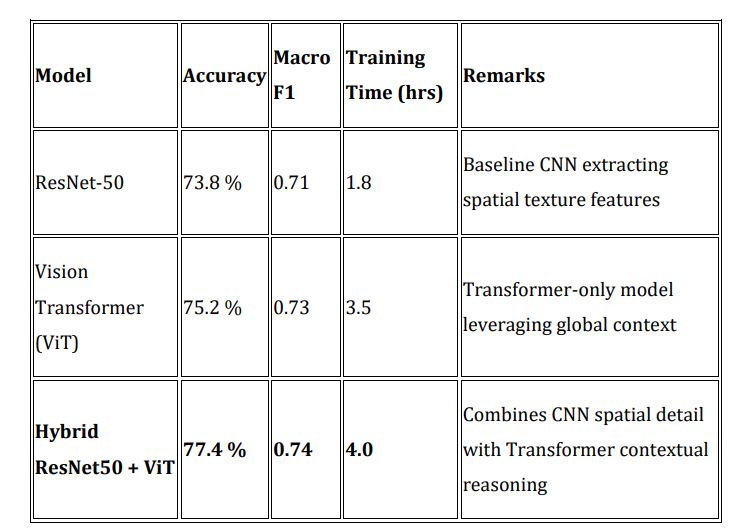 Model Accuracy Macro F1 Training Time (hrs) Remarks
ResNet-50 73.8 % 0.71 1.8 Baseline CNN extracting
spatial texture features
Vision
Transformer
(ViT) 75.2 % 0.73 3.5 Transformer-only model
leveraging global context
Hybrid
ResNet50 + ViT 77.4 % 0.74 4.0 Combines CNN spatial detail
with Transformer contextual
reasoning